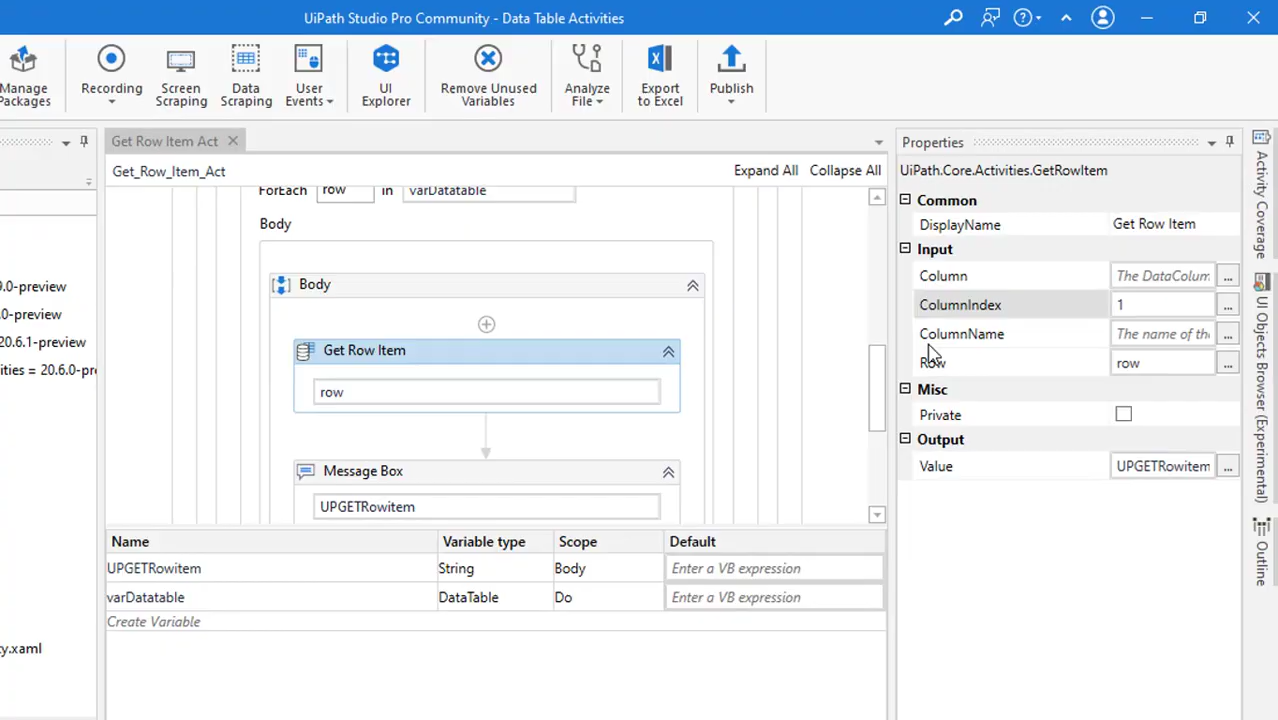 UiPath Studio Pro Community - Data Table Activities
Manage Packages
Recording
Screen Scraping
Data Scraping
User Events
UI Explorer
Remove Unused Variables
Analyze File
Export to Excel
Publish
Get Row Item Act
Get_Row_Item_Act
Expand All
Collapse All
ForEach row in varDatatable
Body
Body
Get Row Item
row
Message Box
UPGETRowitem
Name Variable type Scope Default
UPGETRowitem String Body Enter a VB expression
varDatatable DataTable Do Enter a VB expression
Create Variable
9.0-preview
.0-preview
20.6.1-preview
ities = 20.6.0-pr
y.xaml
Properties
UiPath.Core.Activities.GetRowItem
Common
DisplayName Get Row Item
Input
Column The DataColum
...
ColumnIndex 1
...
ColumnName The name of th
...
Row row
...
Misc
Private
Output
Value UPGETRowitem
...
Activity Coverage
UI Objects Browser (Experimental)
Outline